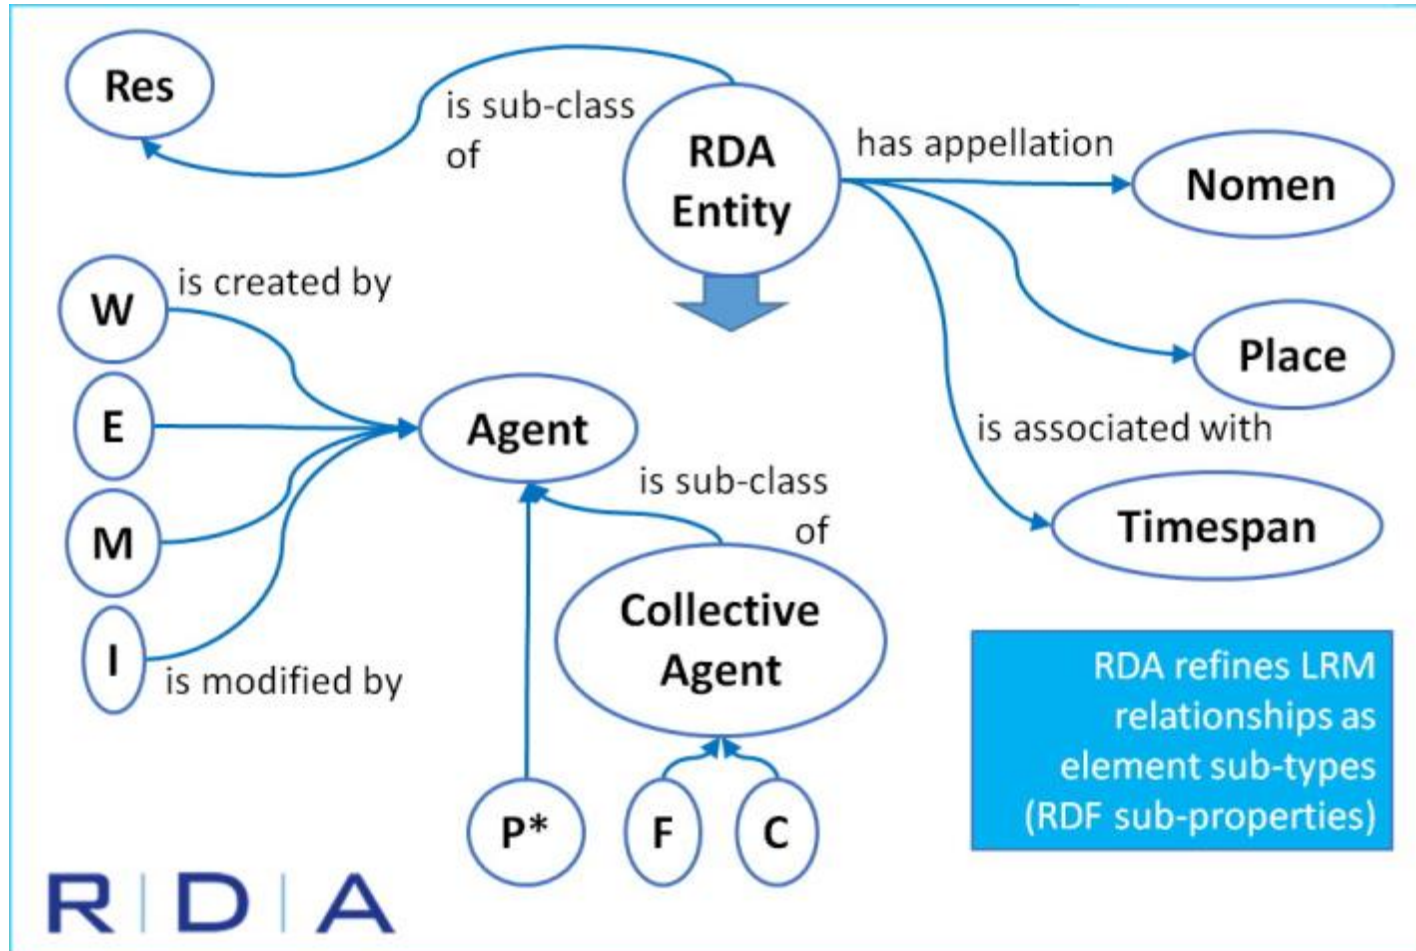 Res
is sub-class
of
RDA
Entity
has appellation
Nomen
Place
is associated with
Timespan
W
is created by
E
M
I
is modified by
Agent
is sub-class
of
Collective
Agent
P*
F
C
RDA refines LRM
relationships as
element sub-types
(RDF sub-properties)
R|D|A